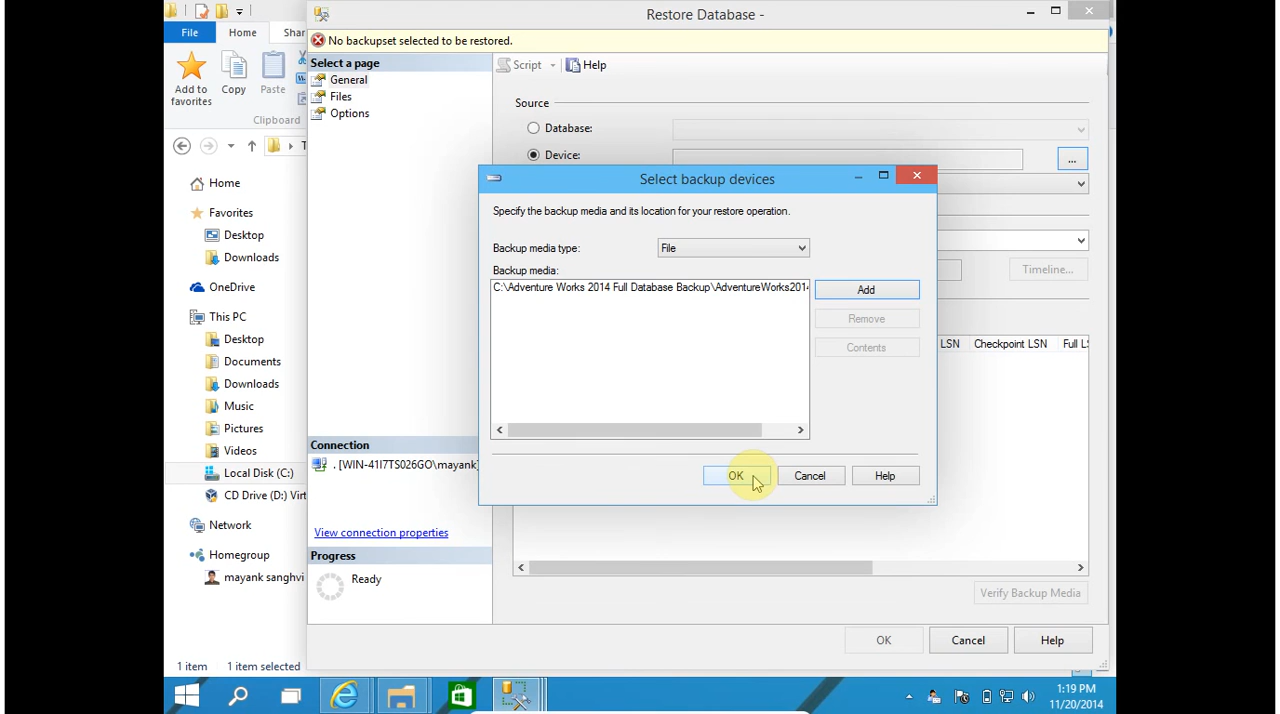 Restore Database -
File
Home
Shar
No backupset selected to be restored.
Add to
favorites
Copy
Paste
Clipboard
Select a page
General
Files
Options
Script
Help
Source
Database:
Device:
...
Select backup devices
Specify the backup media and its location for your restore operation.
Backup media type:
File
Backup media:
C:\Adventure Works 2014 Full Database Backup\AdventureWorks2014
Add
Remove
Contents
OK
Cancel
Help
Timeline...
LSN
Checkpoint LSN
Full LS
Home
Favorites
Desktop
Downloads
OneDrive
This PC
Desktop
Documents
Downloads
Music
Pictures
Videos
Local Disk (C:)
CD Drive (D:) Virt
Network
Homegroup
mayank sanghvi
Connection
. [WIN-41I7TS026GO\mayank]
View connection properties
Progress
Ready
Verify Backup Media
OK
Cancel
Help
1 item
1 item selected
1:19 PM
11/20/2014